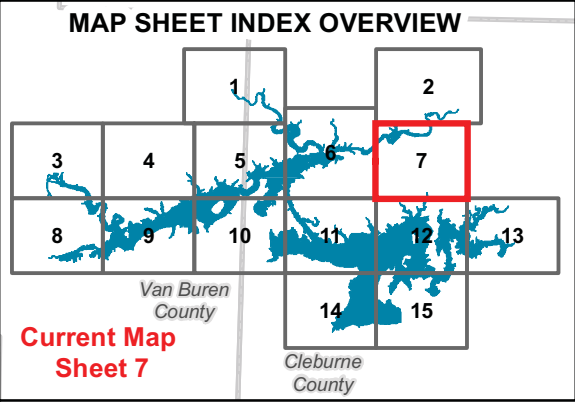 MAP SHEET INDEX OVERVIEW
1
2
3
4
5
6
7
8
9
10
11
12
13
14
15
Van Buren
County
Current Map
Sheet 7
Cleburne
County